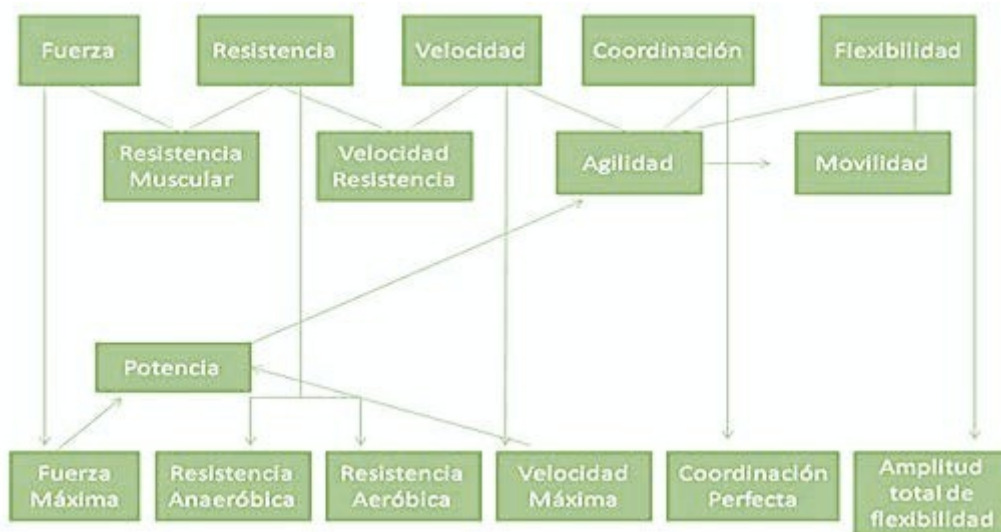 Fuerza
Resistencia
Velocidad
Coordinación
Flexibilidad
Resistencia
Muscular
Velocidad
Resistencia
Agilidad
Movilidad
Potencia
Fuerza
Máxima
Resistencia
Anaeróbica
Resistencia
Aeróbica
Velocidad
Máxima
Coordinación
Perfecta
Amplitud
total de
flexibilidad